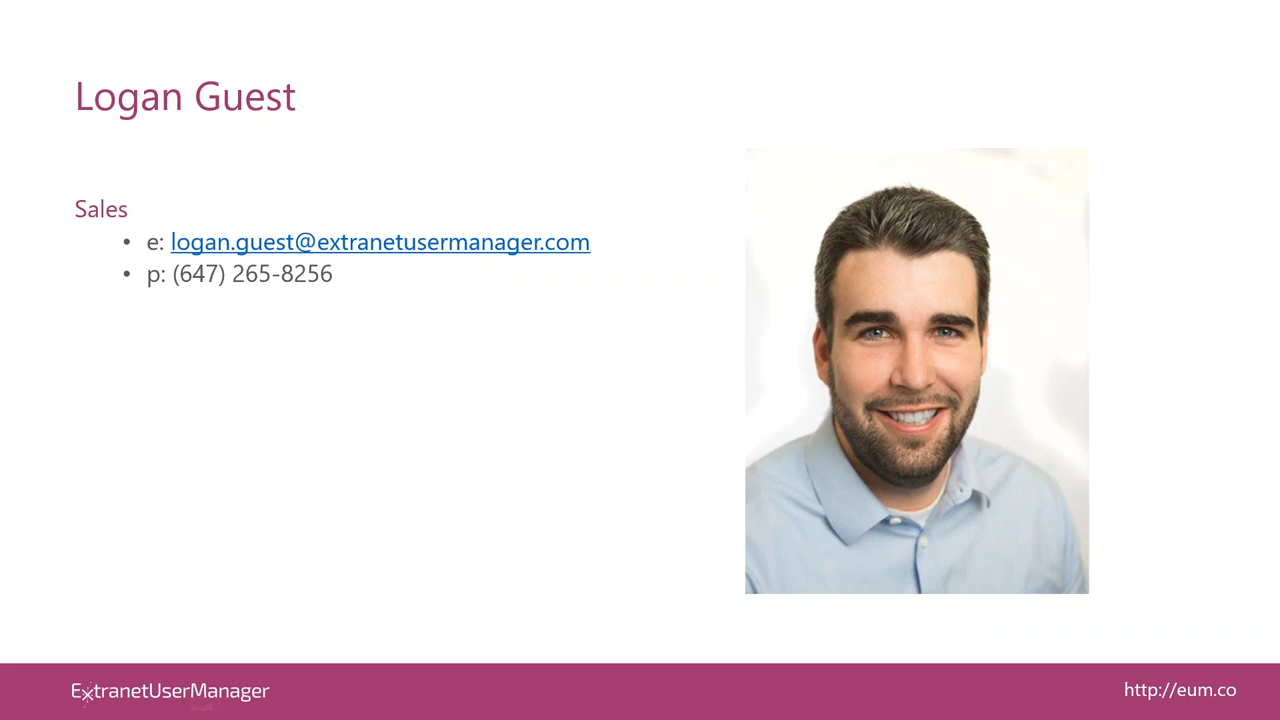 Logan Guest
Sales
• e: logan.guest@extranetusermanager.com
• p: (647) 265-8256
ExtranetUserManager
http://eum.co